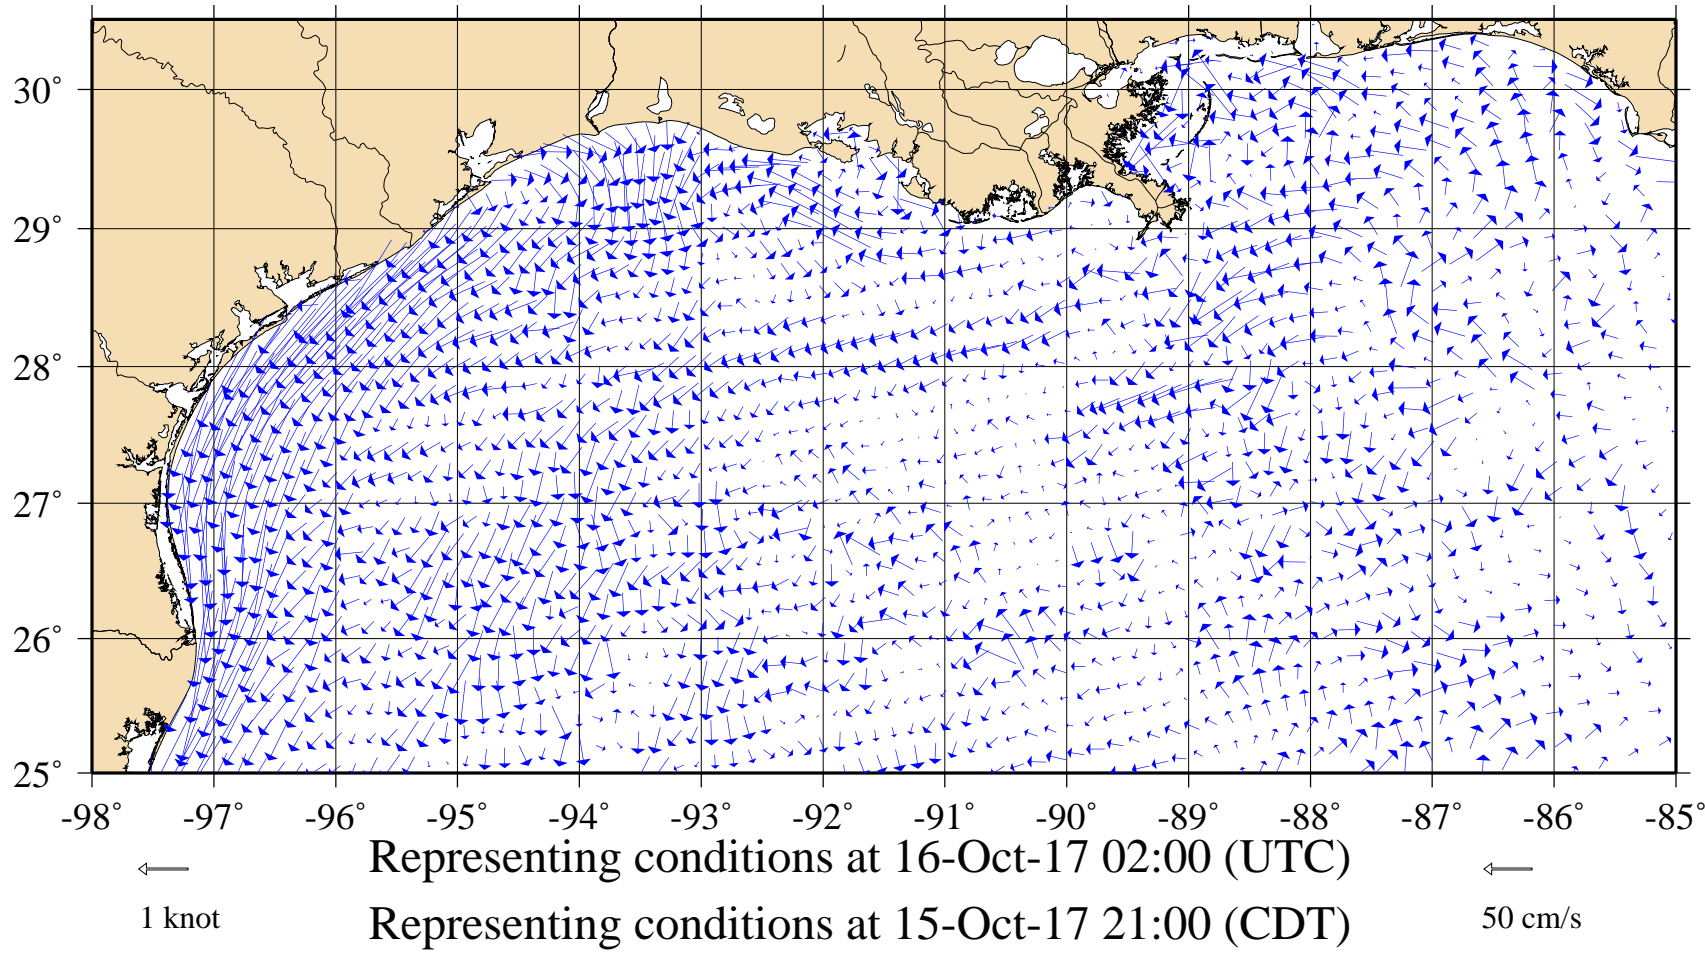 30°
29°
28°
27°
26°
25°
-98° -97° -96° -95° -94° -93° -92° -91° -90° -89° -88° -87° -86° -85°
Representing conditions at 16-Oct-17 02:00 (UTC)
1 knot
Representing conditions at 15-Oct-17 21:00 (CDT)
50 cm/s